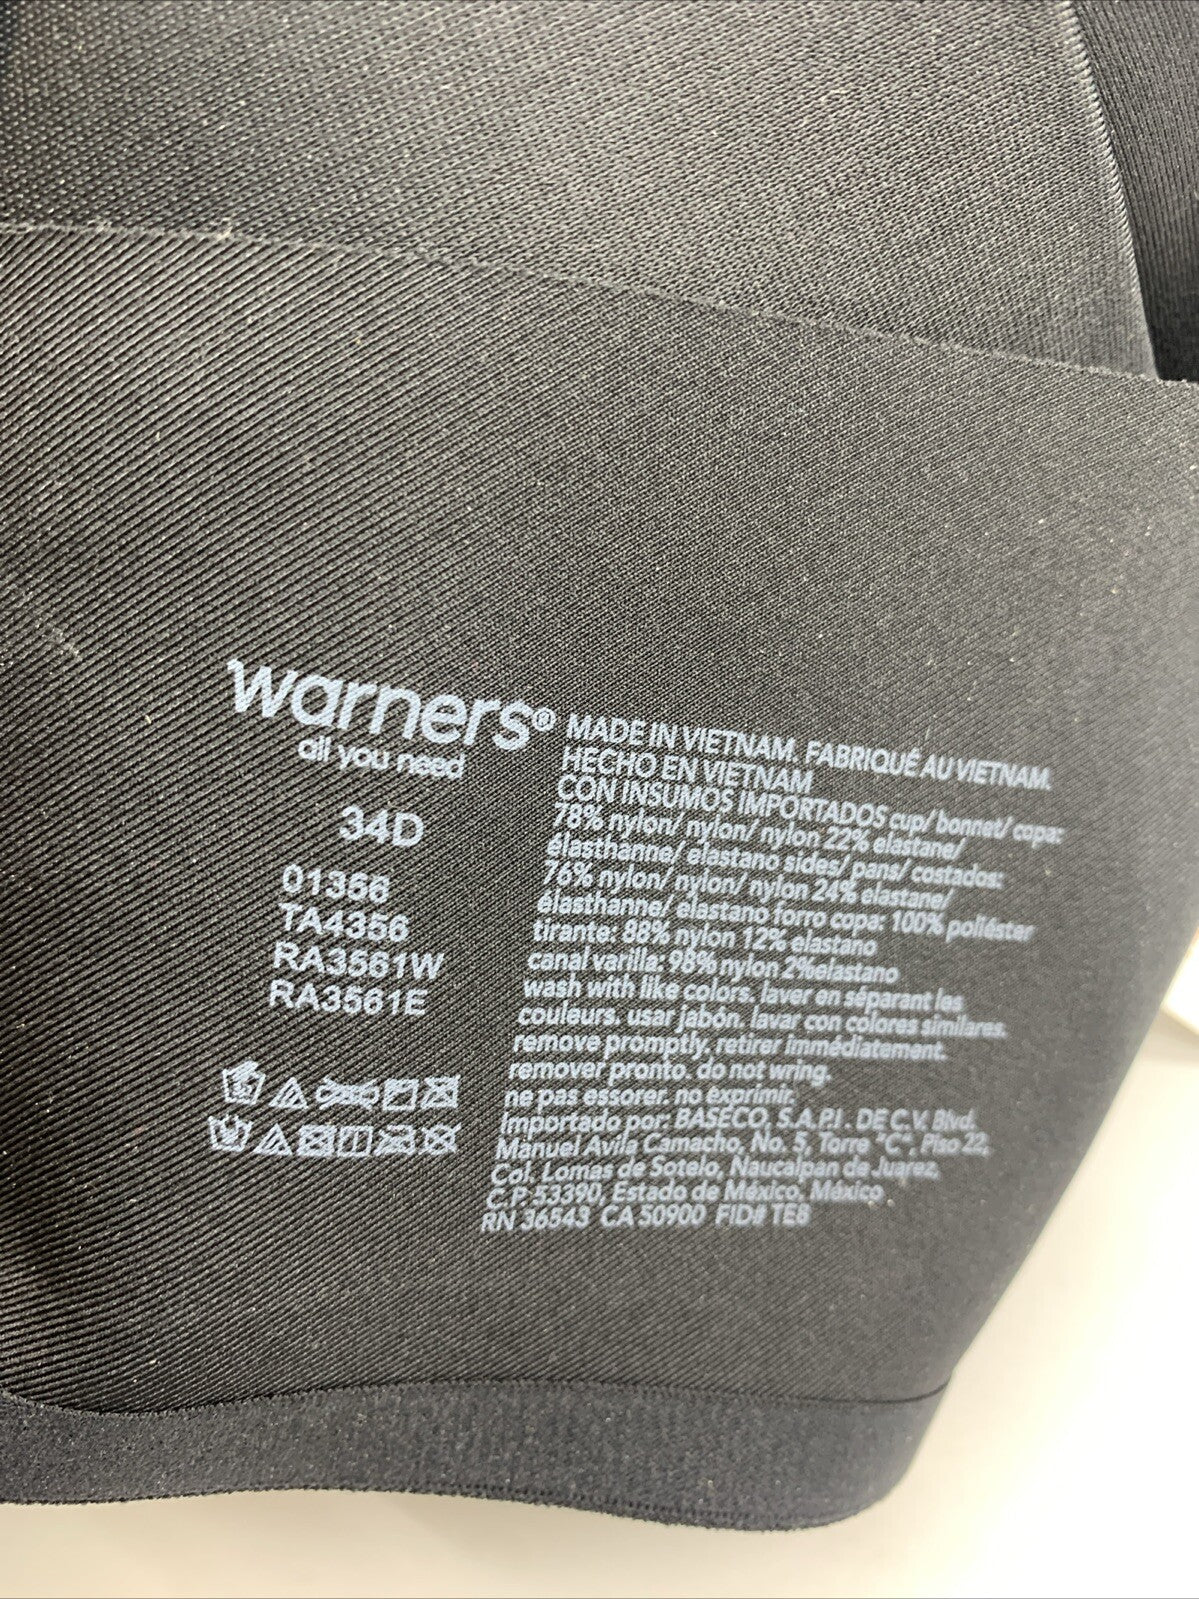 warners®
all you need
34D
01356
TA4356
RA3561W
RA3561E
MADE IN VIETNAM. FABRIQUÉ AU VIETNAM.
HECHO EN VIETNAM
CON INSUMOS IMPORTADOS cup/ bonnet/ copa:
78% nylon/ nylon/ nylon 22% elastane/
élasthanne/ elastano sides/ pans/ costados:
76% nylon/ nylon/ nylon 24% elastane/
élasthanne/ elastano forro copa: 100% poliéster
tirante: 88% nylon 12% elastano
canal varilla: 98% nylon 2%elastano
wash with like colors. laver en séparant les
couleurs. usar jabón. lavar con colores similares.
remove promptly. retirer immédiatement.
remover pronto. do not wring.
ne pas essorer. no exprimir.
Importado por: BASECO, S.A.P.I. DE C.V. Blvd.
Manuel Avila Camacho, No. 5, Torre "C", Piso 22,
Col. Lomas de Sotelo, Naucalpan de Juarez,
C.P. 53390, Estado de México, México
RN 36543 CA 50900 FID# TE8